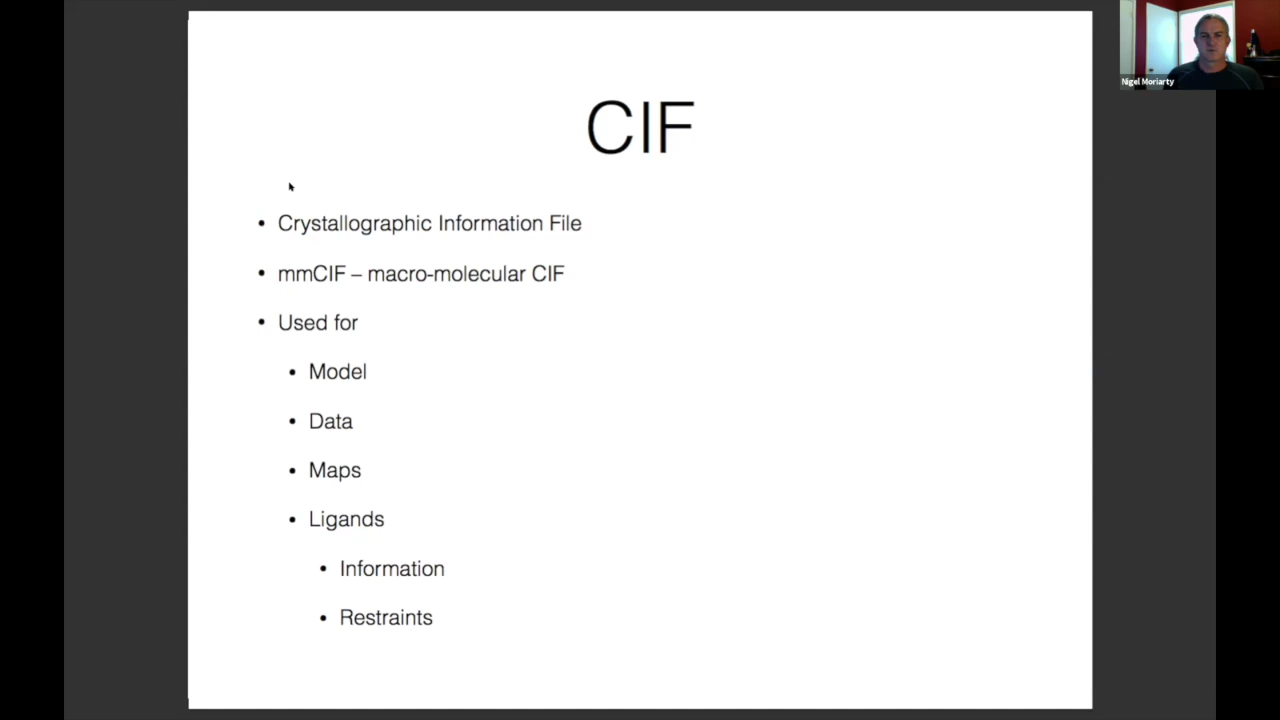 CIF
• Crystallographic Information File
• mmCIF – macro-molecular CIF
• Used for
• Model
• Data
• Maps
• Ligands
• Information
• Restraints
Nigel Moriarty